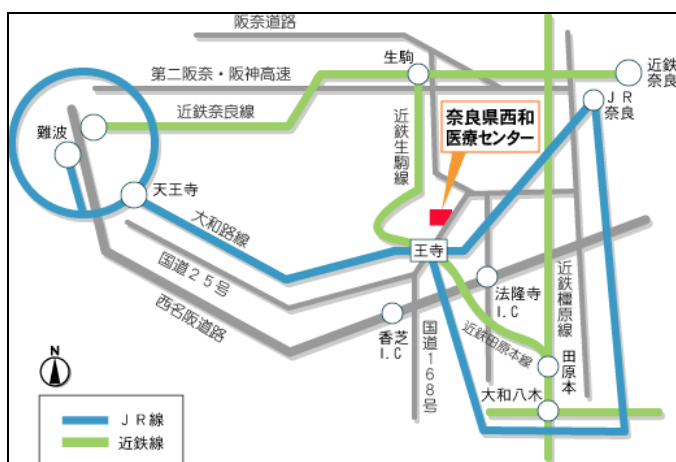 阪奈道路
生駒
近鉄
奈良
第二阪奈・阪神高速
JR
奈良
近鉄奈良線
奈良県西和
医療センター
難波
近鉄生駒線
天王寺
大和路線
王寺
国道25号
法隆寺
I.C
近鉄橿原線
西名阪道路
香芝
I.C
国道168号
近鉄田原本線
田原本
大和八木
N
JR線
近鉄線